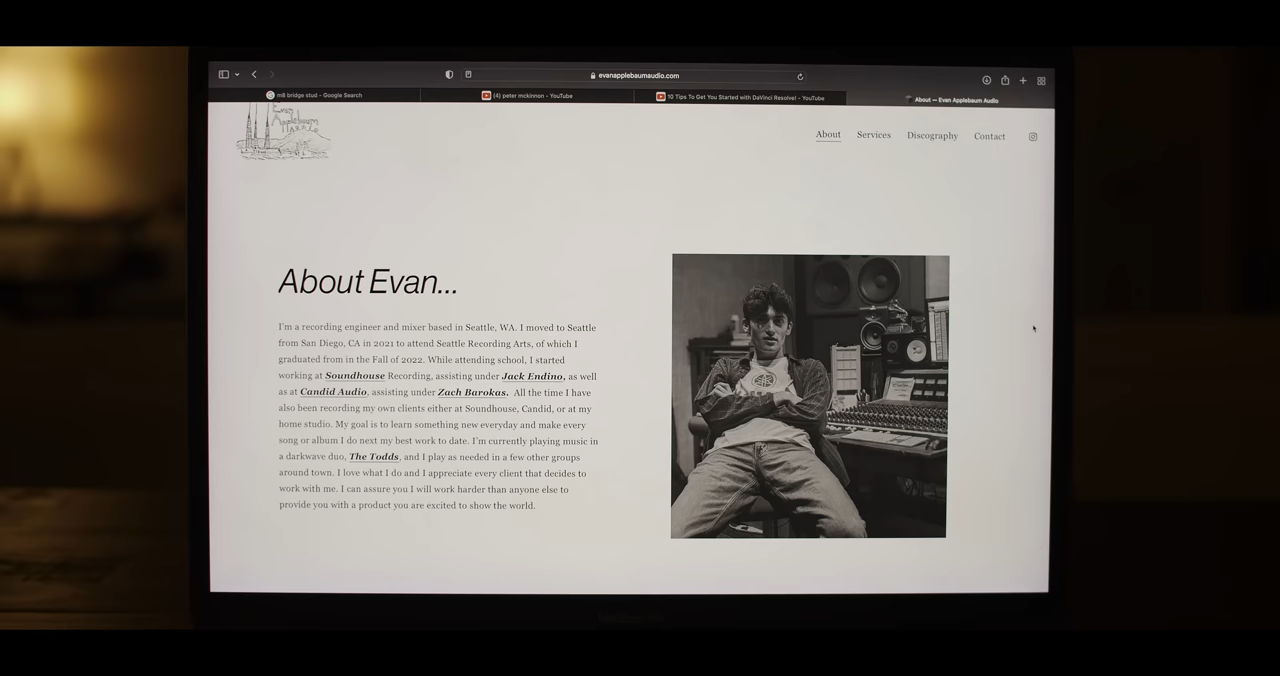 evanapplebaumaudio.com
m8 bridge stud - Google Search
(4) peter mckinnon - YouTube
10 Tips To Get You Started with DaVinci Resolve! - YouTube
About — Evan Applebaum Audio
Evan
Applebaum
About
Services
Discography
Contact
About Evan...
I'm a recording engineer and mixer based in Seattle, WA. I moved to Seattle
from San Diego, CA in 2021 to attend Seattle Recording Arts, of which I
graduated from in the Fall of 2022. While attending school, I started
working at Soundhouse Recording, assisting under Jack Endino, as well
as at Candid Audio, assisting under Zach Barokas. All the time I have
also been recording my own clients either at Soundhouse, Candid, or at my
home studio. My goal is to learn something new everyday and make every
song or album I do next my best work to date. I'm currently playing music in
a darkwave duo, The Todds, and I play as needed in a few other groups
around town. I love what I do and I appreciate every client that decides to
work with me. I can assure you I will work harder than anyone else to
provide you with a product you are excited to show the world.